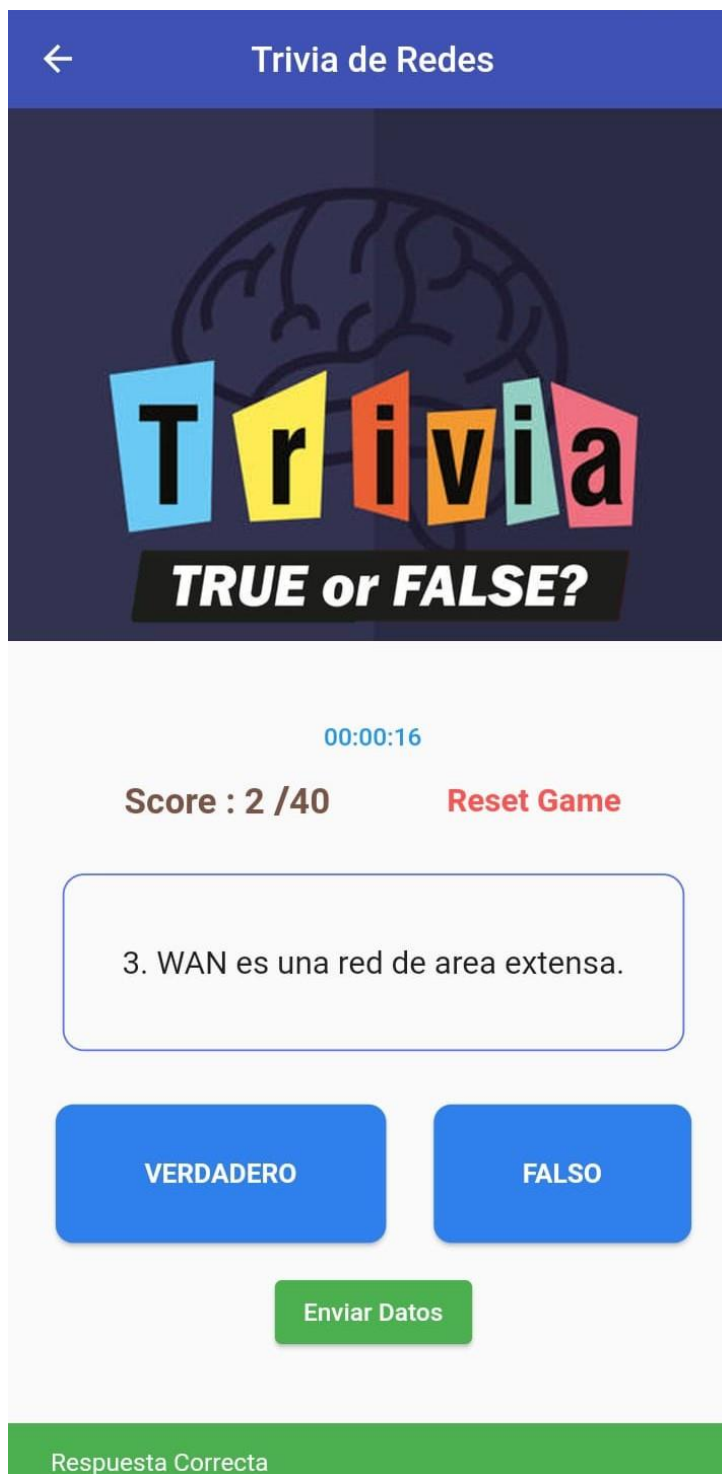 Trivia de Redes
Trivia
TRUE or FALSE?
00:00:16
Score : 2 /40 Reset Game
3. WAN es una red de area extensa.
VERDADERO FALSO
Enviar Datos
Respuesta Correcta